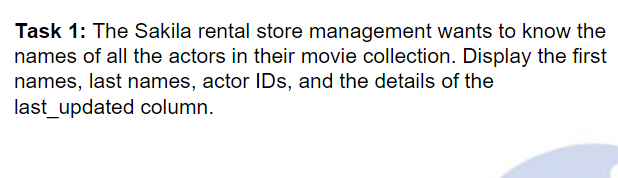 Task 1: The Sakila rental store management wants to know the
names of all the actors in their movie collection. Display the first
names, last names, actor IDs, and the details of the
last_updated column.